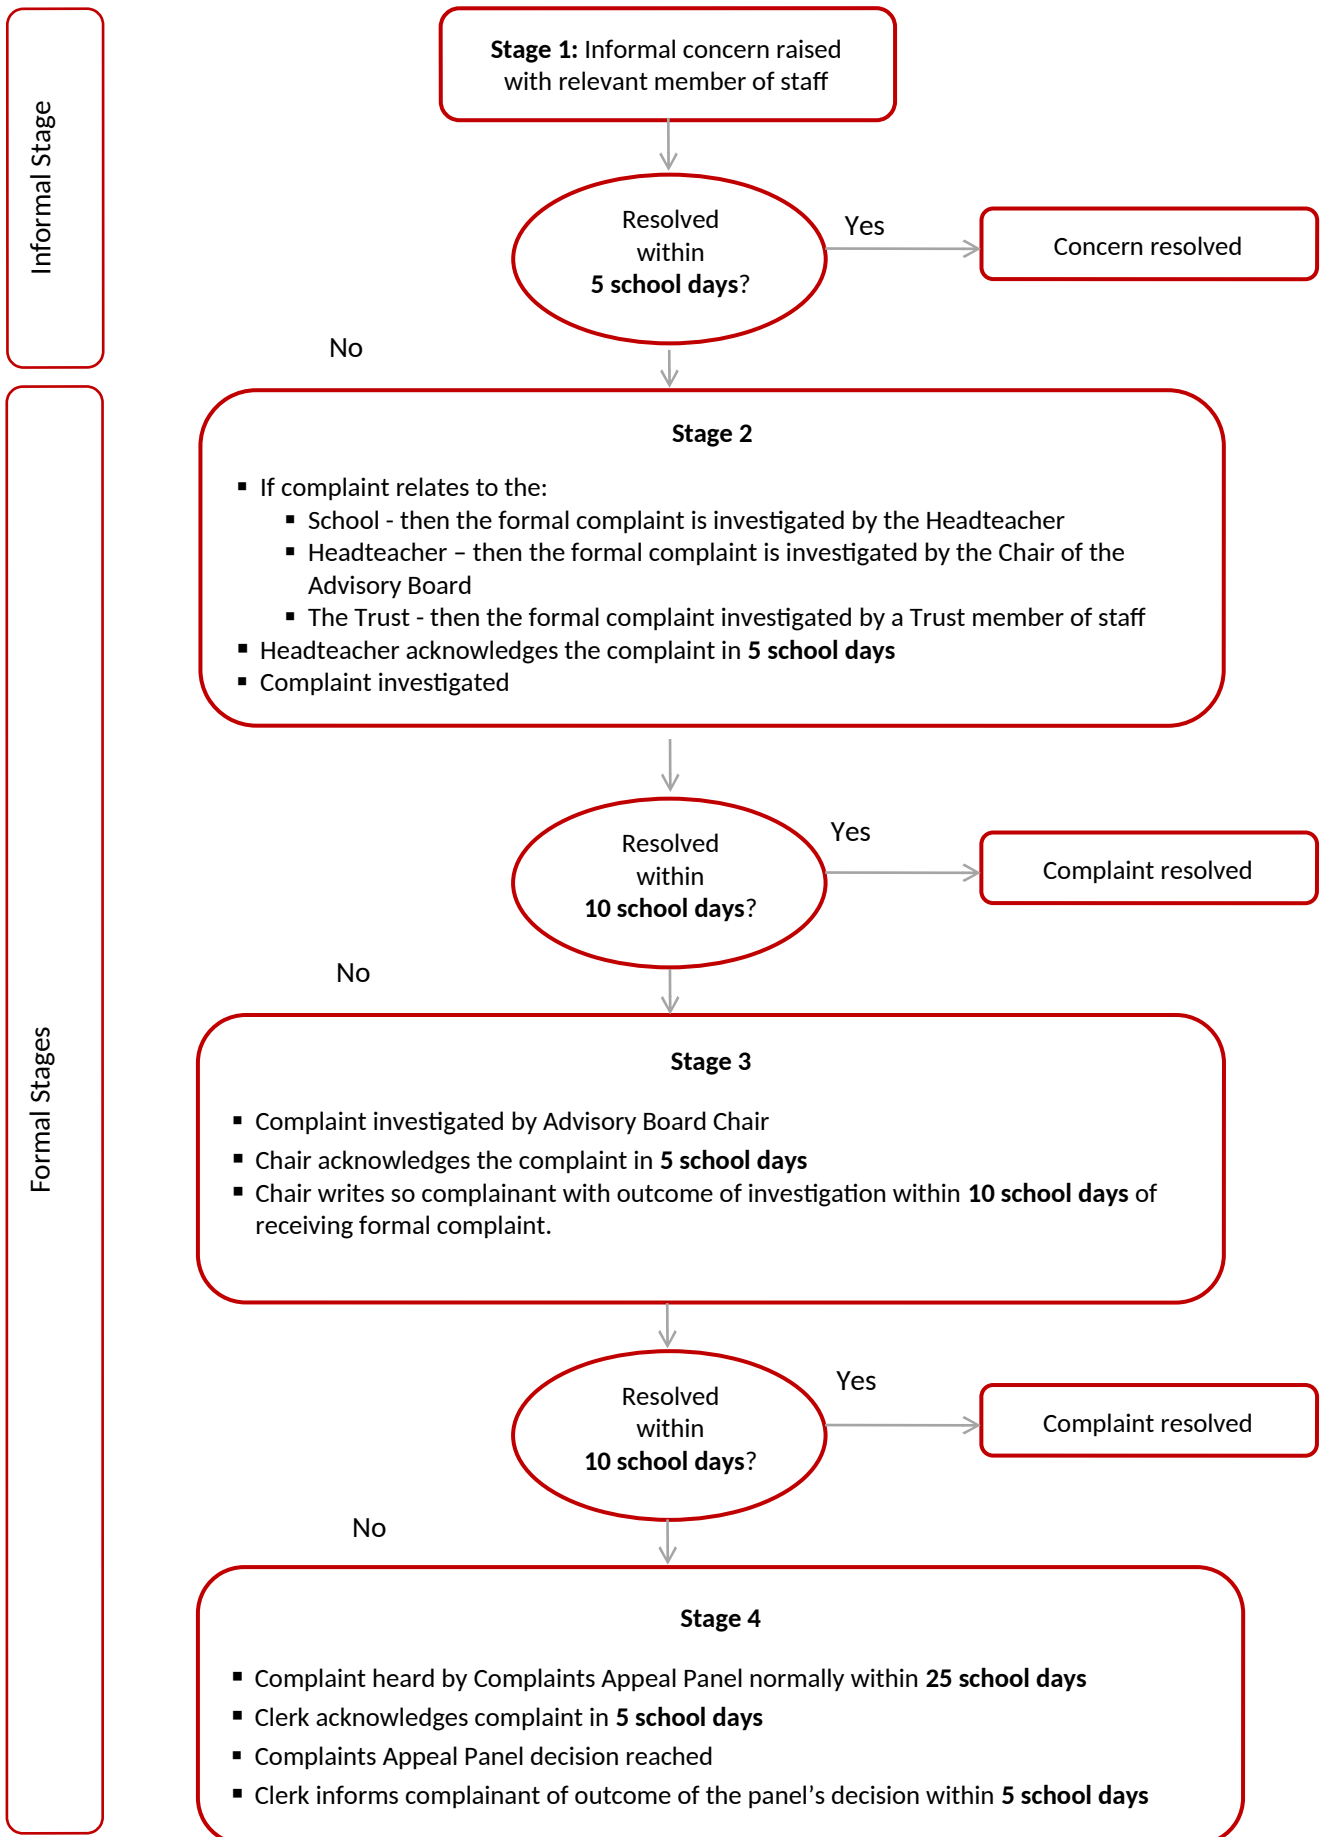 Informal Stage
Stage 1: Informal concern raised
with relevant member of staff
Resolved
within
5 school days?
Yes
Concern resolved
No
Formal Stages
Stage 2
▪ If complaint relates to the:
▪ School - then the formal complaint is investigated by the Headteacher
▪ Headteacher – then the formal complaint is investigated by the Chair of the
Advisory Board
▪ The Trust - then the formal complaint investigated by a Trust member of staff
▪ Headteacher acknowledges the complaint in 5 school days
▪ Complaint investigated
Resolved
within
10 school days?
Yes
Complaint resolved
No
Stage 3
▪ Complaint investigated by Advisory Board Chair
▪ Chair acknowledges the complaint in 5 school days
▪ Chair writes so complainant with outcome of investigation within 10 school days of
receiving formal complaint.
Resolved
within
10 school days?
Yes
Complaint resolved
No
Stage 4
▪ Complaint heard by Complaints Appeal Panel normally within 25 school days
▪ Clerk acknowledges complaint in 5 school days
▪ Complaints Appeal Panel decision reached
▪ Clerk informs complainant of outcome of the panel’s decision within 5 school days